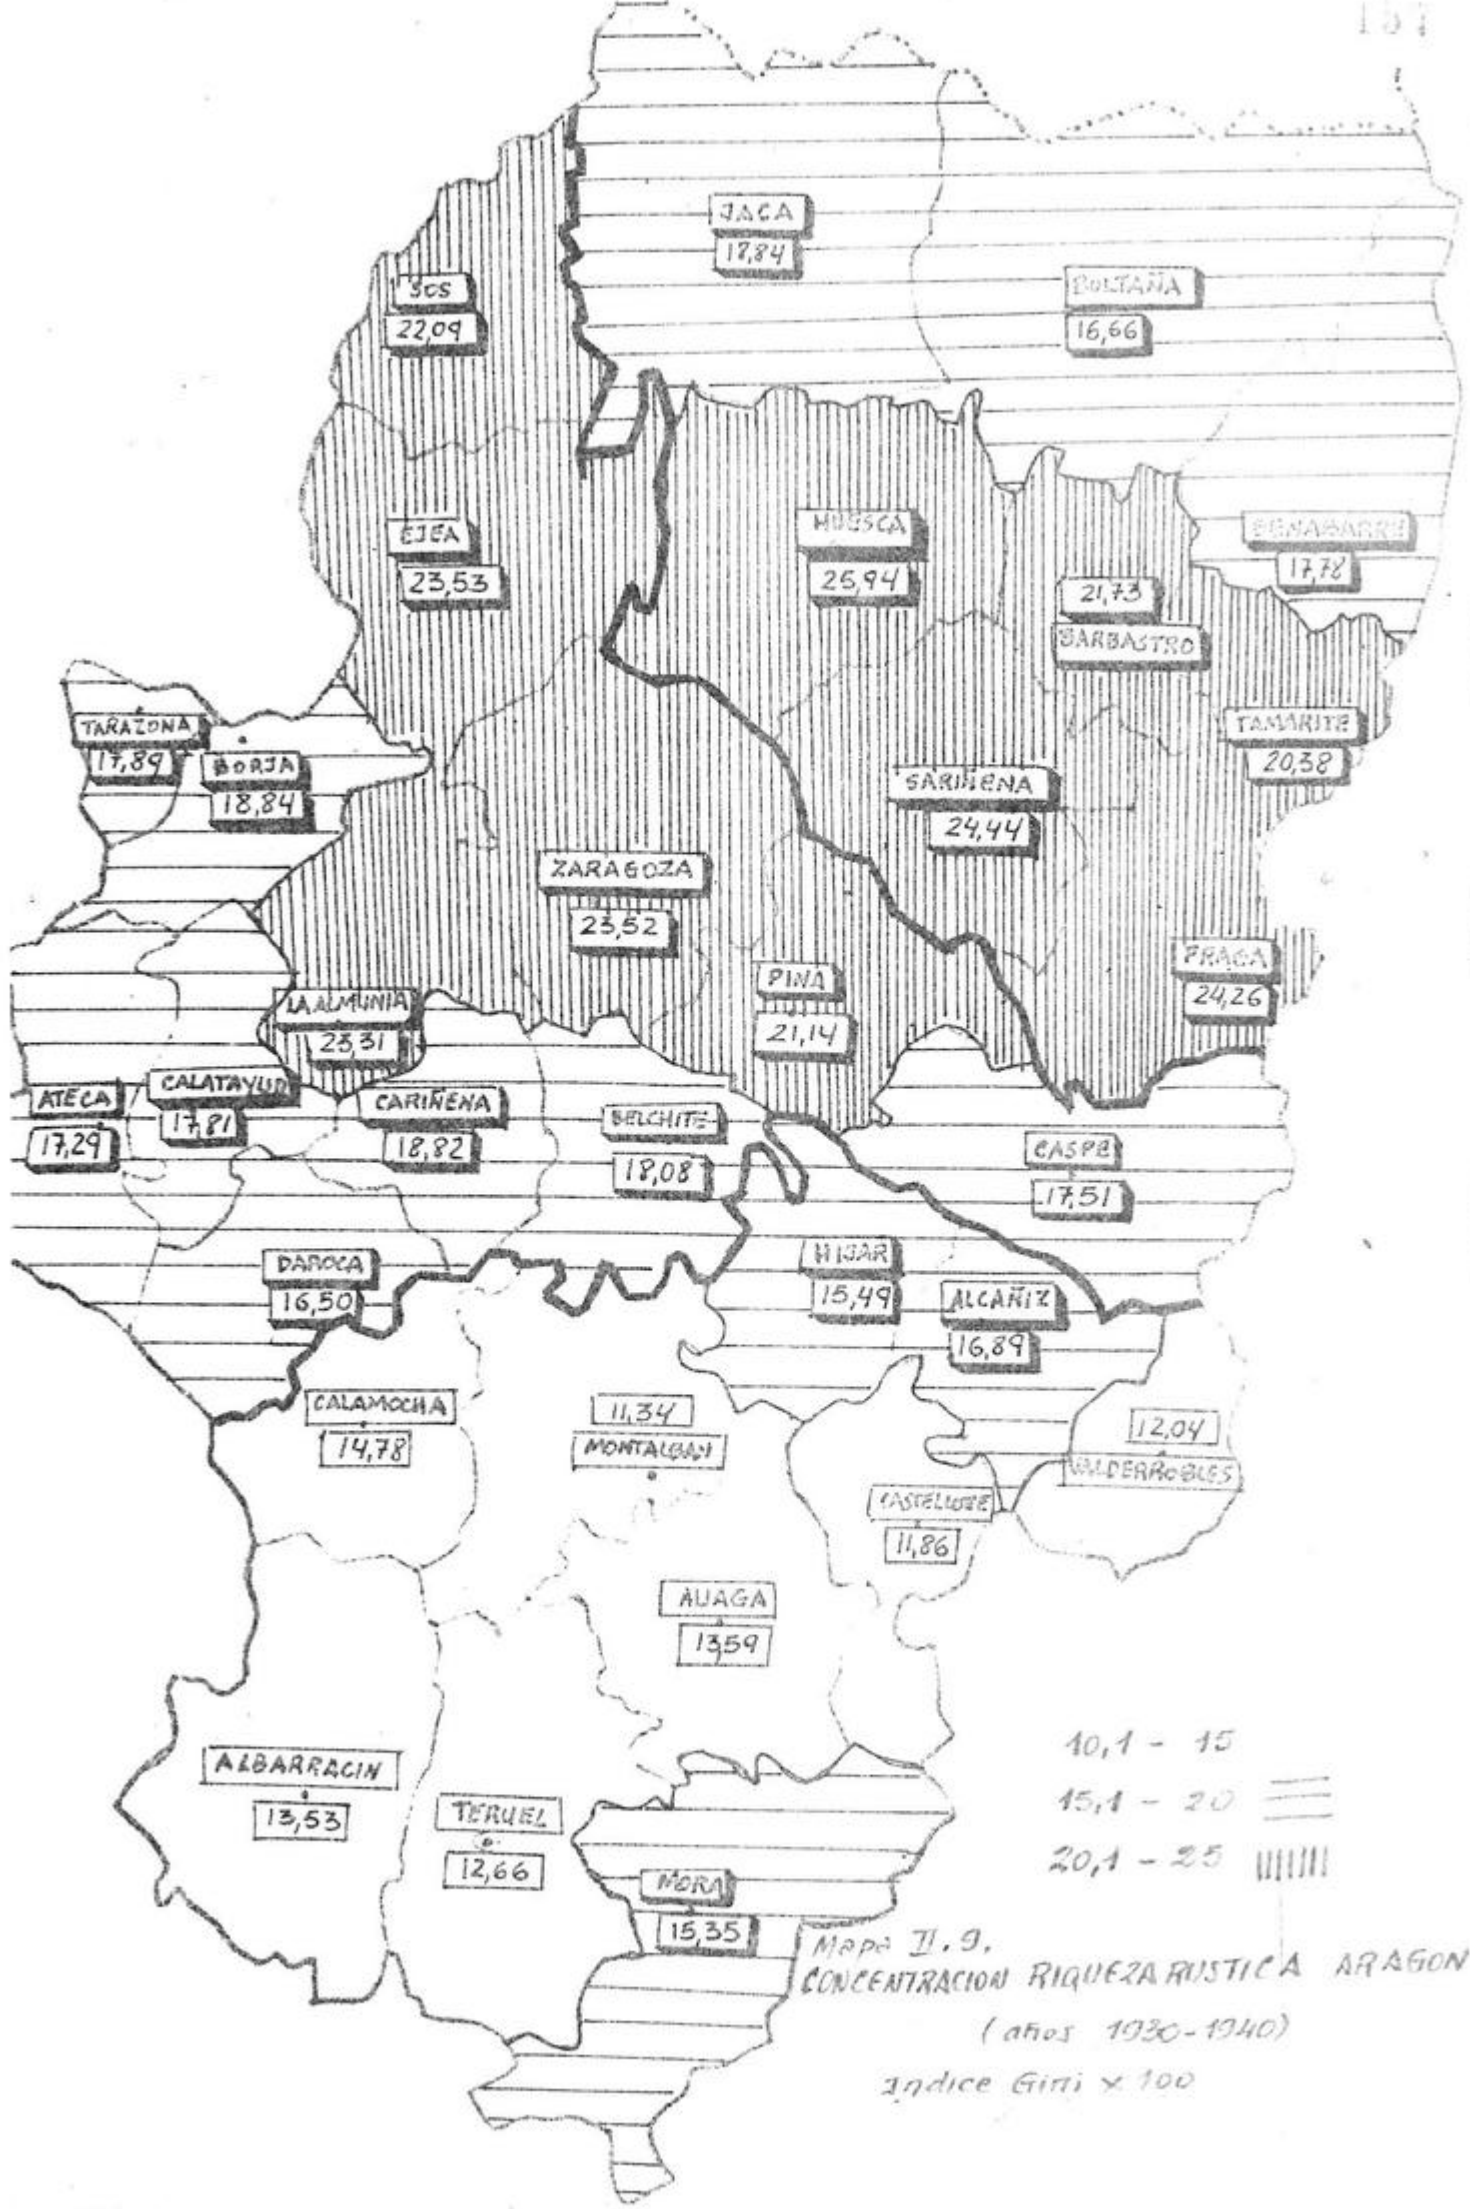 157
JACA
17,84
BOLTAÑA
16,66
SOS
22,09
EJEA
23,53
HUESCA
25,94
BENABARRE
17,78
21,73
BARBASTRO
TARAZONA
17,89
BORJA
18,84
TAMARITE
20,38
SARIÑENA
24,44
ZARAGOZA
23,52
PINA
21,14
FRAGA
24,26
LA ALMUNIA
23,31
ATECA
17,29
CALATAYUD
17,81
CARIÑENA
18,82
BELCHITE
18,08
CASPE
17,51
DAROCA
16,50
HIJAR
15,49
ALCAÑIZ
16,89
CALAMOCHA
14,78
11,34
MONTALBAN
12,04
VALDERROBLES
CASTELLOTE
11,86
ALIAGA
13,59
ALBARRACIN
13,53
TERUEL
12,66
MORA
15,35
10,1 - 15
15,1 - 20
20,1 - 25
Mapa II.9.
CONCENTRACION RIQUEZA RUSTICA ARAGON
(años 1930-1940)
Indice Gini x 100